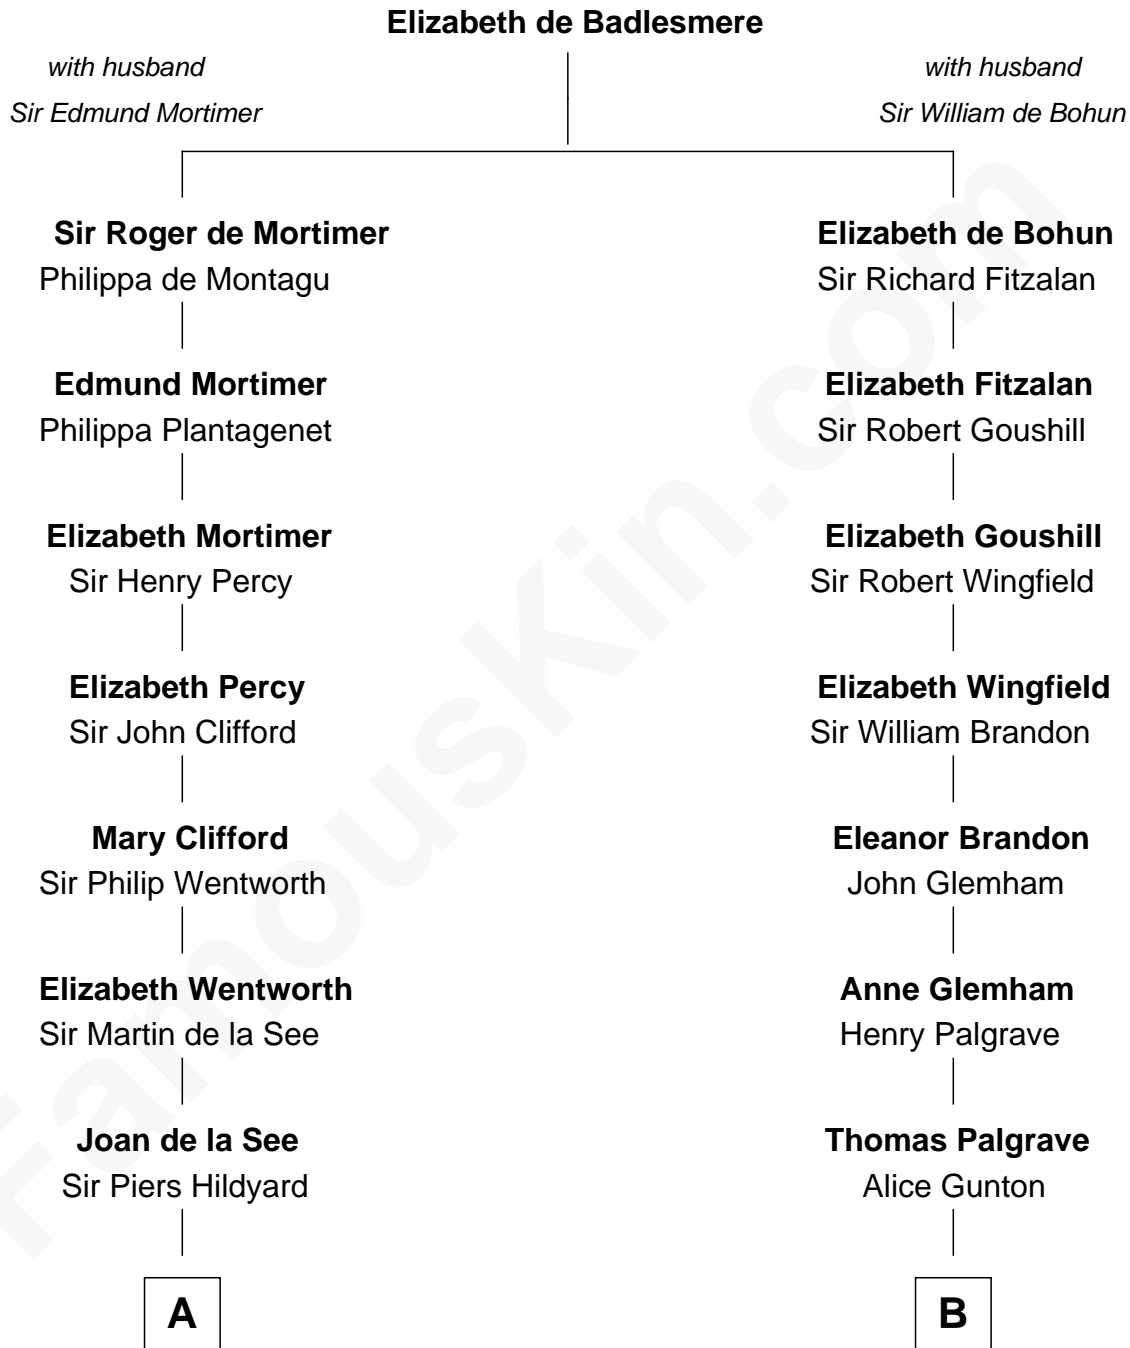 Elizabeth de Badlesmere
with husband
Sir Edmund Mortimer
with husband
Sir William de Bohun
Sir Roger de Mortimer
Philippa de Montagu
Edmund Mortimer
Philippa Plantagenet
Elizabeth Mortimer
Sir Henry Percy
Elizabeth Percy
Sir John Clifford
Mary Clifford
Sir Philip Wentworth
Elizabeth Wentworth
Sir Martin de la See
Joan de la See
Sir Piers Hildyard
A
Elizabeth de Bohun
Sir Richard Fitzalan
Elizabeth Fitzalan
Sir Robert Goushill
Elizabeth Goushill
Sir Robert Wingfield
Elizabeth Wingfield
Sir William Brandon
Eleanor Brandon
John Glemham
Anne Glemham
Henry Palgrave
Thomas Palgrave
Alice Gunton
B
FamousKin.com